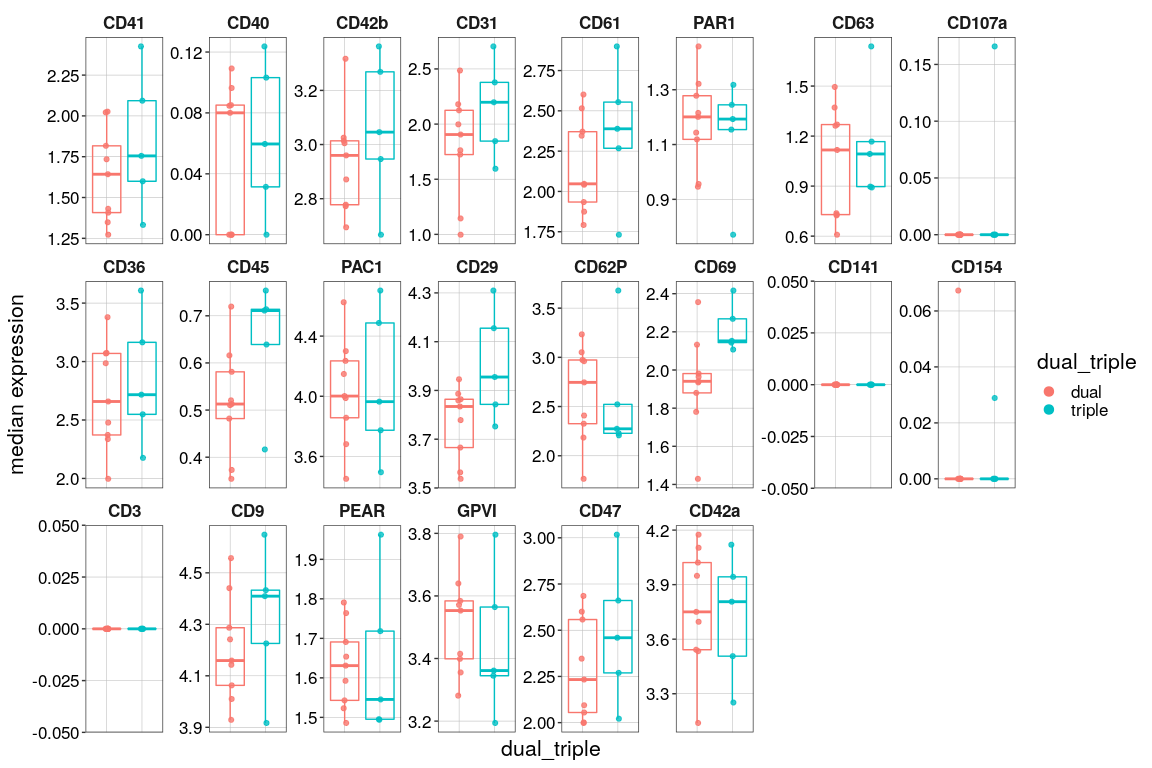 CD41 CD40 CD42b CD31 CD61 PAR1 CD63 CD107a
2.25 2.00 1.75 1.50 1.25
0.12 0.08 0.04 0.00
3.2 3.0 2.8
2.5 2.0 1.5 1.0
2.75 2.50 2.25 2.00 1.75
1.3 1.1 0.9
1.5 1.2 0.9 0.6
0.15 0.10 0.05 0.00
CD36 CD45 PAC1 CD29 CD62P CD69 CD141 CD154
3.5 3.0 2.5 2.0
0.7 0.6 0.5 0.4
4.4 4.0 3.6
4.3 4.1 3.9 3.7 3.5
3.5 3.0 2.5 2.0
2.4 2.2 2.0 1.8 1.6 1.4
0.050 0.025 0.000 -0.025 -0.050
0.06 0.04 0.02 0.00
CD3 CD9 PEAR GPVI CD47 CD42a
0.050 0.025 0.000 -0.025 -0.050
4.5 4.3 4.1 3.9
1.9 1.8 1.7 1.6 1.5
3.8 3.6 3.4 3.2
3.00 2.75 2.50 2.25 2.00
4.2 3.9 3.6 3.3
median expression
dual_triple
dual_triple
dual
triple